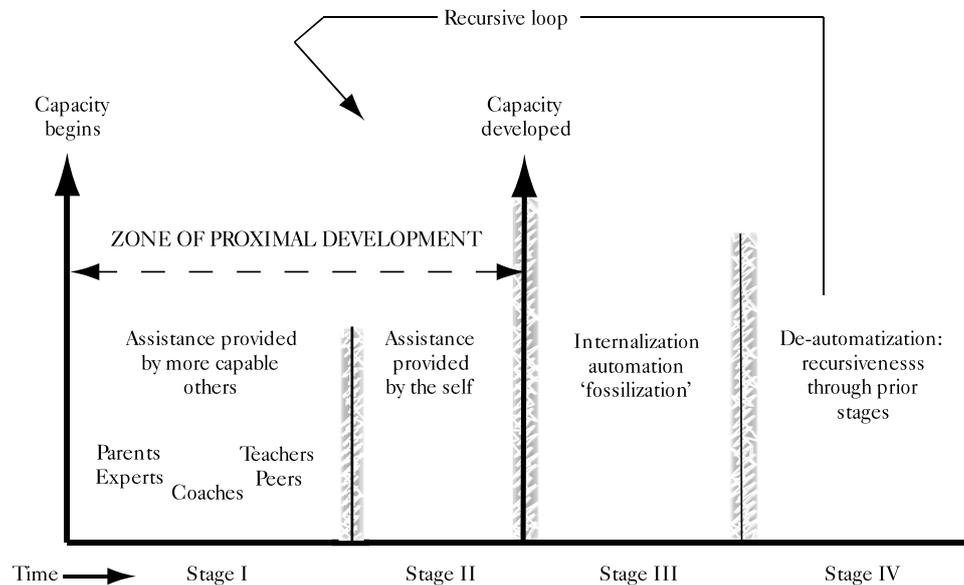 Recursive loop
Capacity
begins
Capacity
developed
ZONE OF PROXIMAL DEVELOPMENT
Assistance provided
by more capable
others
Assistance
provided
by the self
Internalization
automation
‘fossilization’
De-automatization:
recursivenesss
through prior
stages
Parents
Experts
Coaches
Teachers
Peers
Time
Stage I
Stage II
Stage III
Stage IV